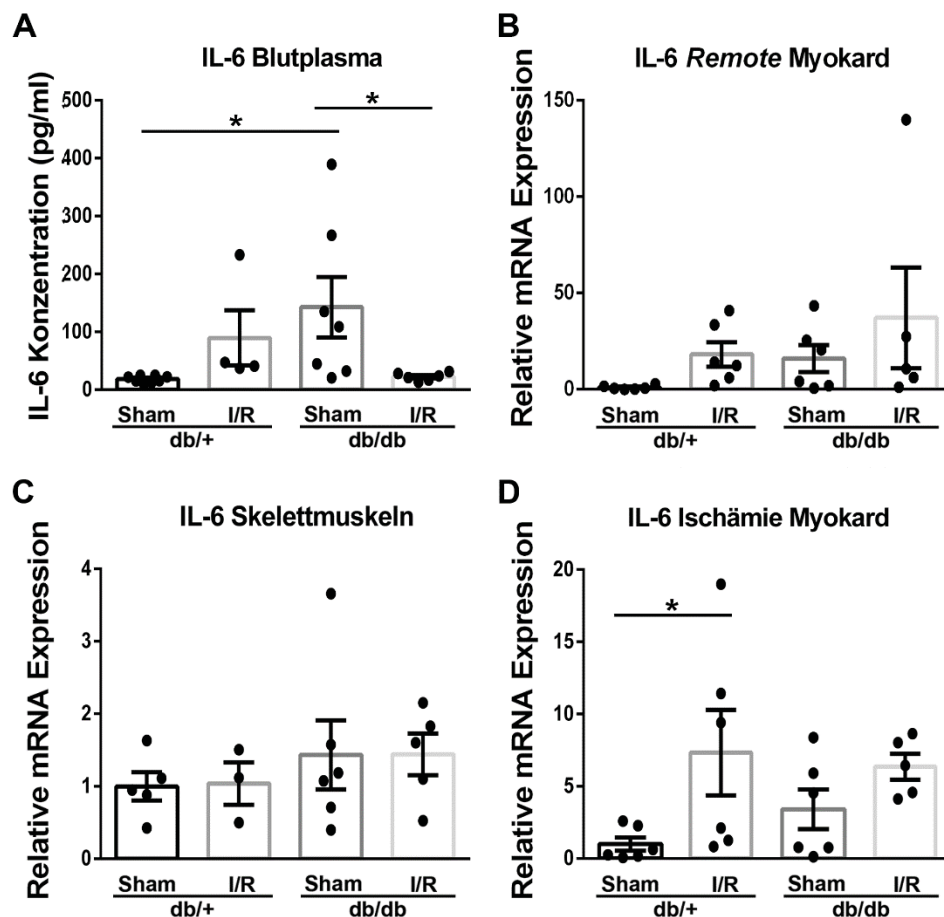 A
IL-6 Blutplasma
IL-6 Konzentration (pg/ml)
500
400
300
200
100
0
*
*
Sham I/R Sham I/R
db/+ db/db
B
IL-6 Remote Myokard
Relative mRNA Expression
150
100
50
0
Sham I/R Sham I/R
db/+ db/db
C
IL-6 Skelettmuskeln
Relative mRNA Expression
4
3
2
1
0
Sham I/R Sham I/R
db/+ db/db
D
IL-6 Ischämie Myokard
Relative mRNA Expression
20
15
10
5
0
*
Sham I/R Sham I/R
db/+ db/db